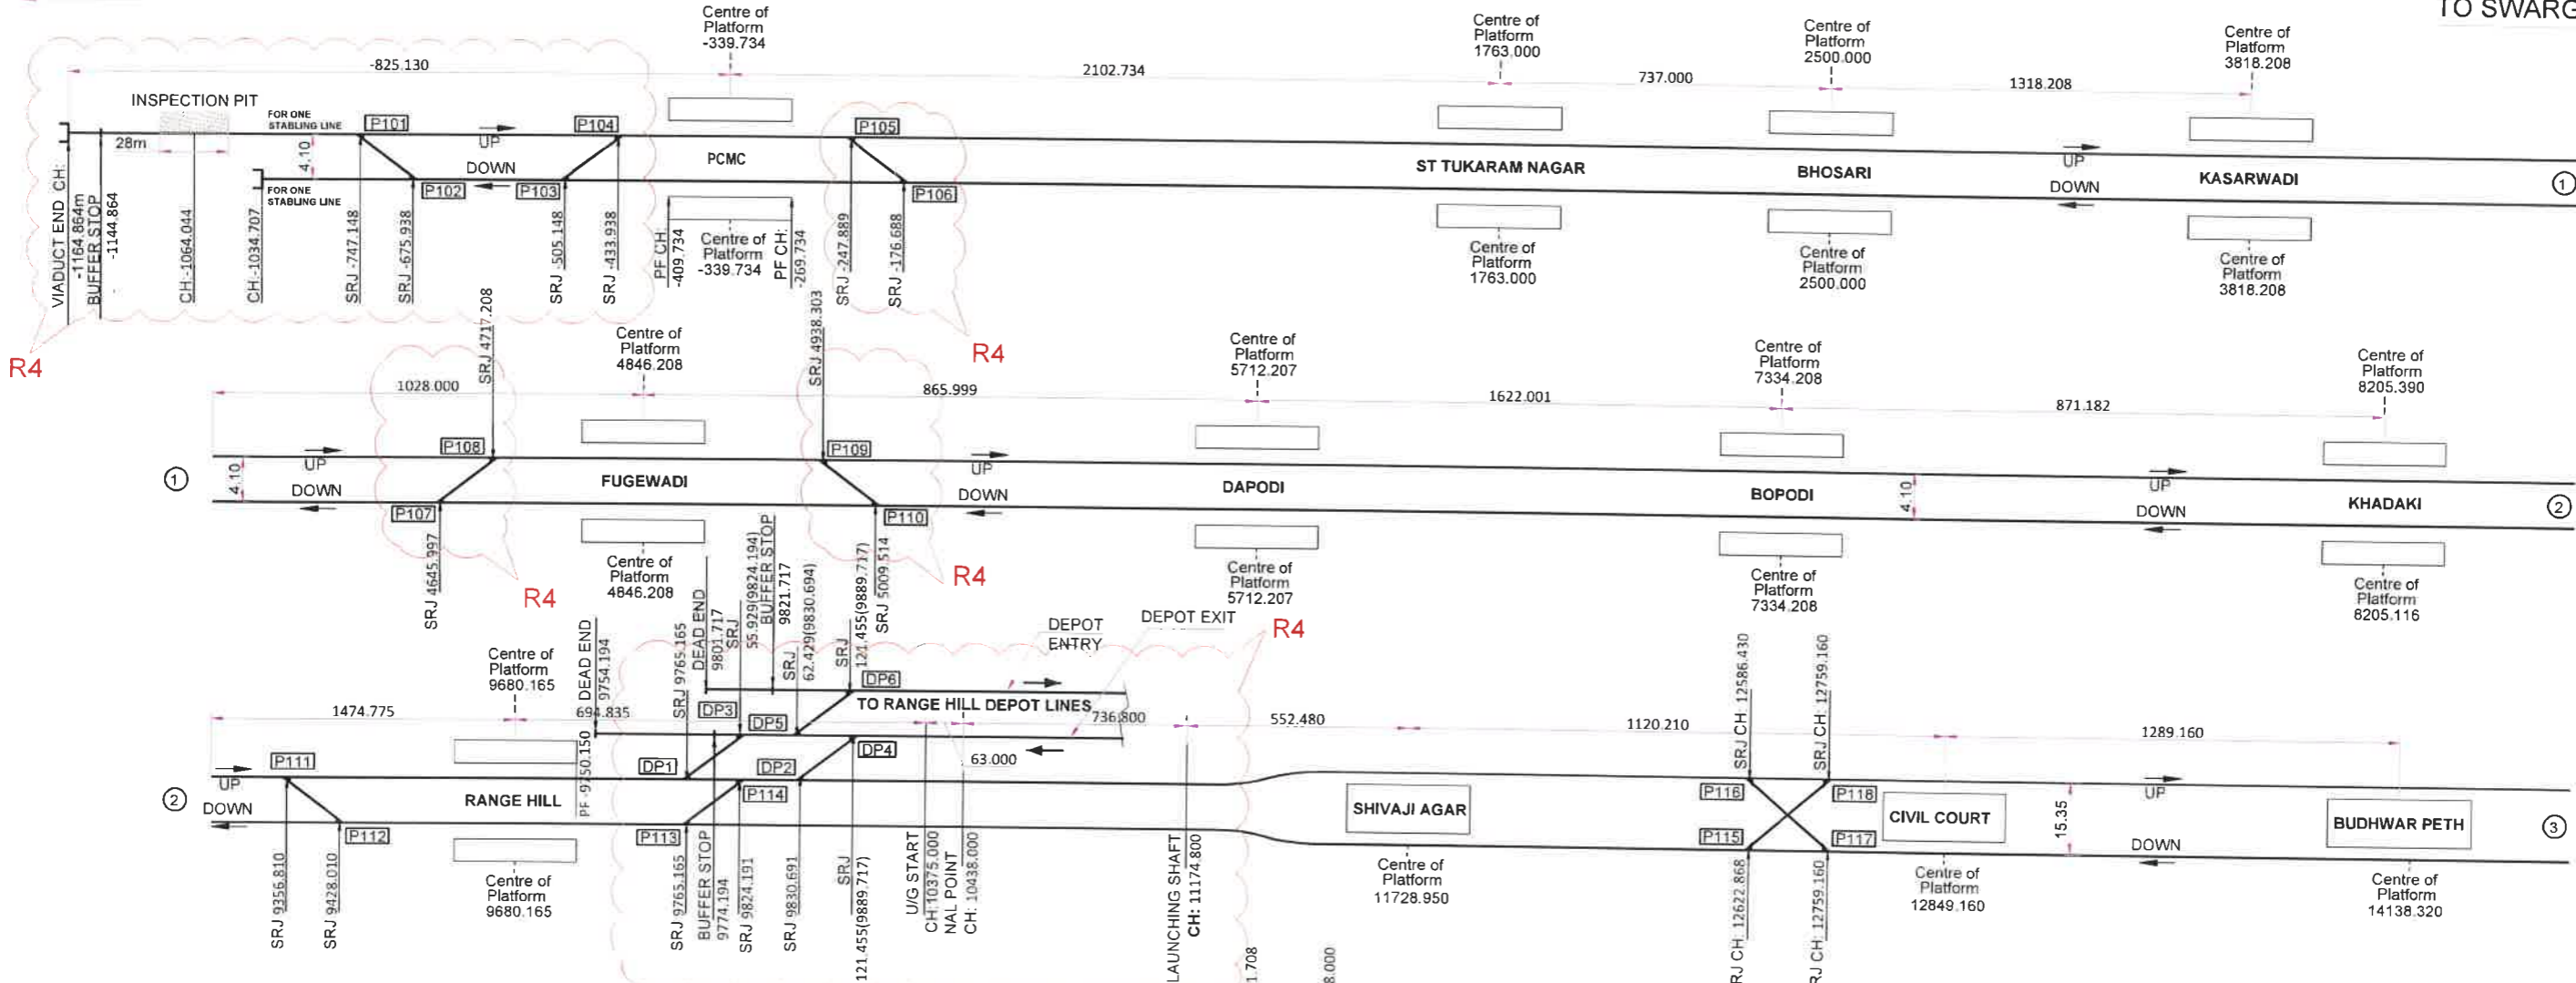 TO SWARG
Centre of
Platform
-339.734
Centre of
Platform
1763.000
Centre of
Platform
2500.000
Centre of
Platform
3818.208
-825.130
2102.734
737.000
1318.208
INSPECTION PIT
FOR ONE
STABLING LINE
P101
P104
P105
28m
4.10
UP
DOWN
PCMC
ST TUKARAM NAGAR
BHOSARI
UP
DOWN
KASARWADI
1
FOR ONE
STABLING LINE
P102
P103
P106
VIADUCT END CH:
-1164.864m
BUFFER STOP
-1144.864
CH:-1064.044
CH:-1034.707
SRJ -747.148
SRJ -675.938
SRJ -505.148
SRJ -433.938
PF CH:
-409.734
Centre of
Platform
-339.734
PF CH:
-269.734
SRJ -247.889
SRJ -176.688
Centre of
Platform
1763.000
Centre of
Platform
2500.000
Centre of
Platform
3818.208
R4
R4
SRJ 4717.208
Centre of
Platform
4846.208
SRJ 4938.303
Centre of
Platform
5712.207
Centre of
Platform
7334.208
Centre of
Platform
8205.390
1028.000
865.999
1622.001
871.182
P108
P109
1
4.10
UP
DOWN
FUGEWADI
UP
DOWN
DAPODI
BOPODI
4.10
UP
DOWN
KHADAKI
2
P107
P110
SRJ 4645.997
R4
Centre of
Platform
4846.208
SRJ 5009.514
R4
Centre of
Platform
5712.207
Centre of
Platform
7334.208
Centre of
Platform
8205.116
Centre of
Platform
9680.165
DEAD END
9754.194
SRJ 9765.165
DEAD END
9801.717
SRJ
55.929(9824.194)
BUFFER STOP
9821.717
SRJ
62.429(9830.694)
SRJ
121.455(9889.717)
DEPOT
ENTRY
DEPOT EXIT
R4
SRJ CH: 12586.430
SRJ CH: 12759.160
1474.775
694.835
DP3
DP5
DP6
TO RANGE HILL DEPOT LINES
736.800
552.480
1120.210
1289.160
PF -9750.150
DP4
63.000
P111
DP1
DP2
P114
2
UP
DOWN
RANGE HILL
P112
P113
SHIVAJI AGAR
P116
P118
P115
P117
CIVIL COURT
15.35
UP
DOWN
BUDHWAR PETH
3
SRJ 9356.810
SRJ 9428.010
Centre of
Platform
9680.165
SRJ 9765.165
BUFFER STOP
9774.194
SRJ 9824.191
SRJ 9830.691
SRJ
121.455(9889.717)
U/G START
CH:10375.000
NAL POINT
CH: 10438.000
LAUNCHING SHAFT
CH: 11174.800
1.708
8.000
Centre of
Platform
11728.950
RJ CH: 12622.868
RJ CH: 12759.160
Centre of
Platform
12849.160
Centre of
Platform
14138.320